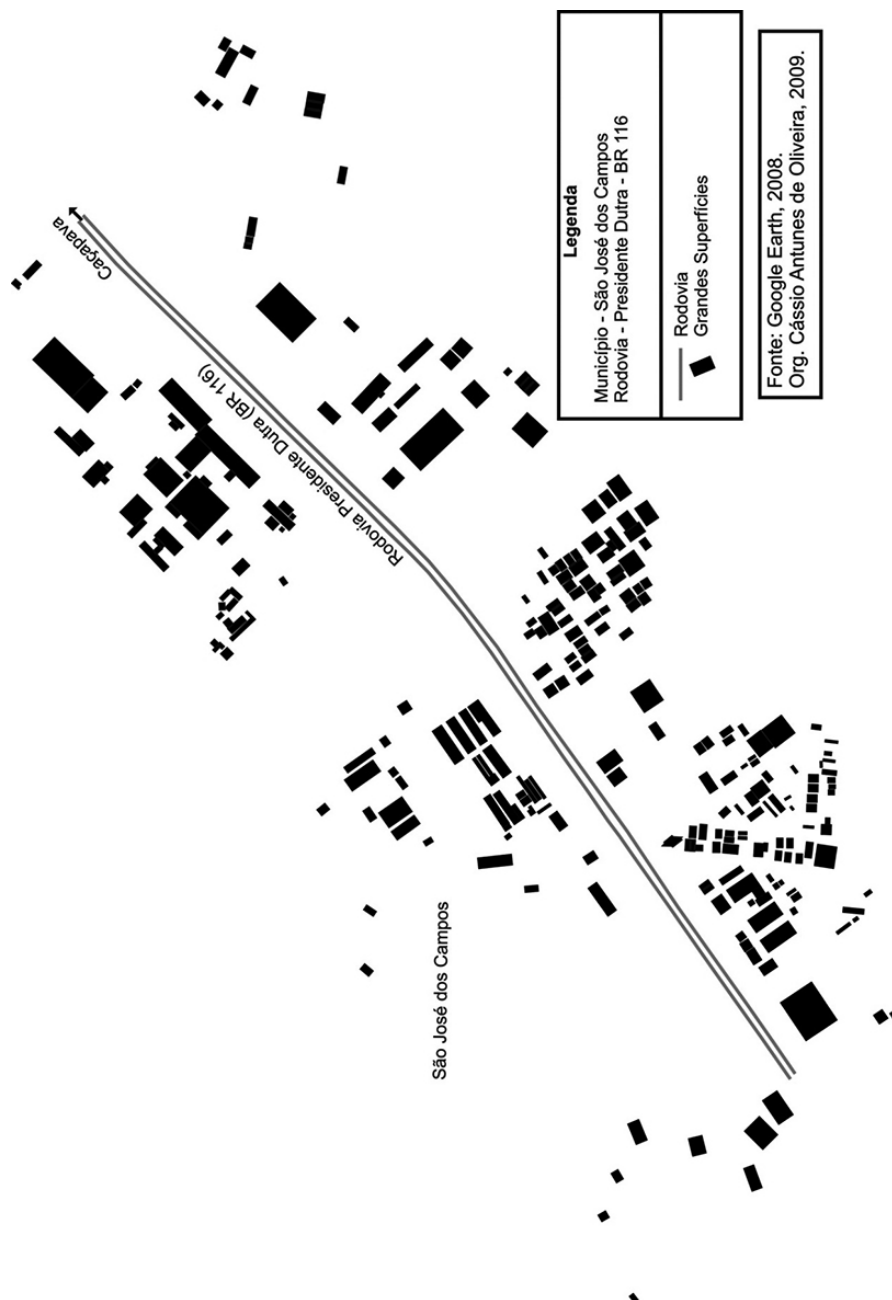 Caçapava
Rodovia Presidente Dutra (BR 116)
São José dos Campos
Legenda
Município - São José dos Campos
Rodovia - Presidente Dutra - BR 116
Rodovia
Grandes Superfícies
Fonte: Google Earth, 2008.
Org. Cássio Antunes de Oliveira, 2009.